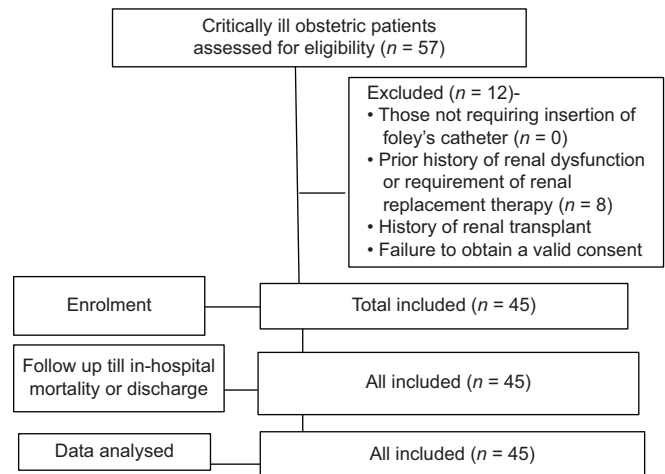 Critically ill obstetric patients
assessed for eligibility (n = 57)
Excluded (n = 12)-
• Those not requiring insertion of
foley's catheter (n = 0)
• Prior history of renal dysfunction
or requirement of renal
replacement therapy (n = 8)
• History of renal transplant
• Failure to obtain a valid consent
Enrolment
Total included (n = 45)
Follow up till in-hospital
mortality or discharge
All included (n = 45)
Data analysed
All included (n = 45)